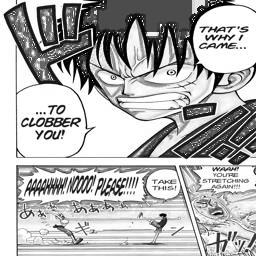 THAT'S
WHY I
CAME...
...TO
CLOBBER
YOU!
AAAAHHHH! NOOOO! PLEASE!!!!
TAKE
THIS!
WAAH!
YOU'RE
STRETCHING
AGAIN!!!